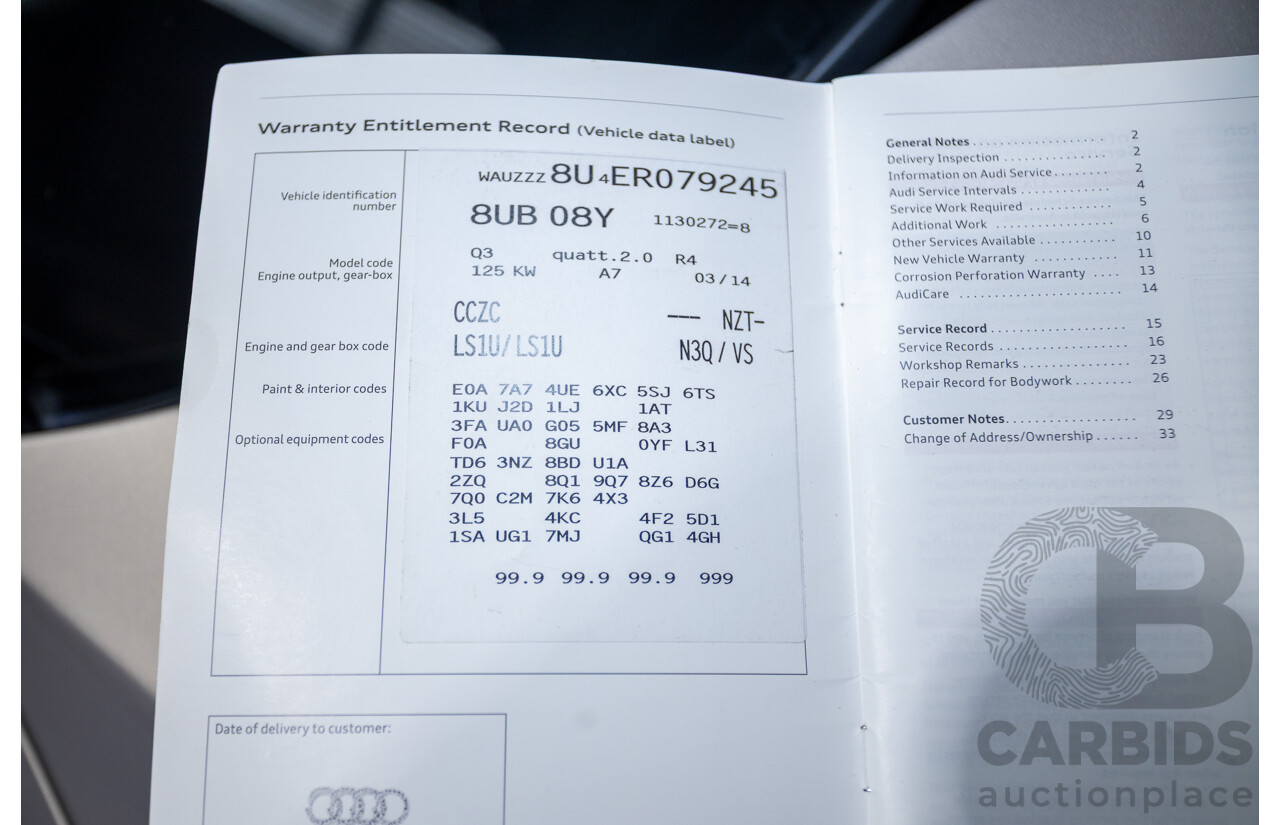 Warranty Entitlement Record (Vehicle data label)
Vehicle identification
number
WAUZZZ 8U4ER079245
8UB 08Y 1130272=8
Model code
Engine output, gear-box
Q3 quatt.2.0 R4
125 KW A7 03/14
Engine and gear box code
CCZC --- NZT-
LS1U/LS1U N3Q / VS
Paint & interior codes
Optional equipment codes
E0A 7A7 4UE 6XC 5SJ 6TS
1KU J2D 1LJ 1AT
3FA UA0 G05 5MF 8A3
F0A 8GU 0YF L31
TD6 3NZ 8BD U1A
2ZQ 8Q1 9Q7 8Z6 D6G
7Q0 C2M 7K6 4X3
3L5 4KC 4F2 5D1
1SA UG1 7MJ QG1 4GH
99.9 99.9 99.9 999
Date of delivery to customer:
General Notes . . . . . . . . . . . . . . . . . . 2
Delivery Inspection . . . . . . . . . . . . . . 2
Information on Audi Service . . . . . . . . 2
Audi Service Intervals . . . . . . . . . . . . 4
Service Work Required . . . . . . . . . . . 5
Additional Work . . . . . . . . . . . . . . . . 6
Other Services Available . . . . . . . . . . 10
New Vehicle Warranty . . . . . . . . . . . 11
Corrosion Perforation Warranty . . . . 13
AudiCare . . . . . . . . . . . . . . . . . . . . . 14
Service Record . . . . . . . . . . . . . . . . . 15
Service Records . . . . . . . . . . . . . . . . 16
Workshop Remarks . . . . . . . . . . . . . 23
Repair Record for Bodywork . . . . . . . 26
Customer Notes . . . . . . . . . . . . . . . . 29
Change of Address/Ownership . . . . . . 33
CB
CARBIDS
auctionplace